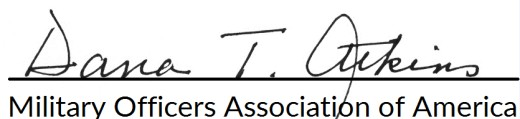 Dana T. Atkins
Military Officers Association of America